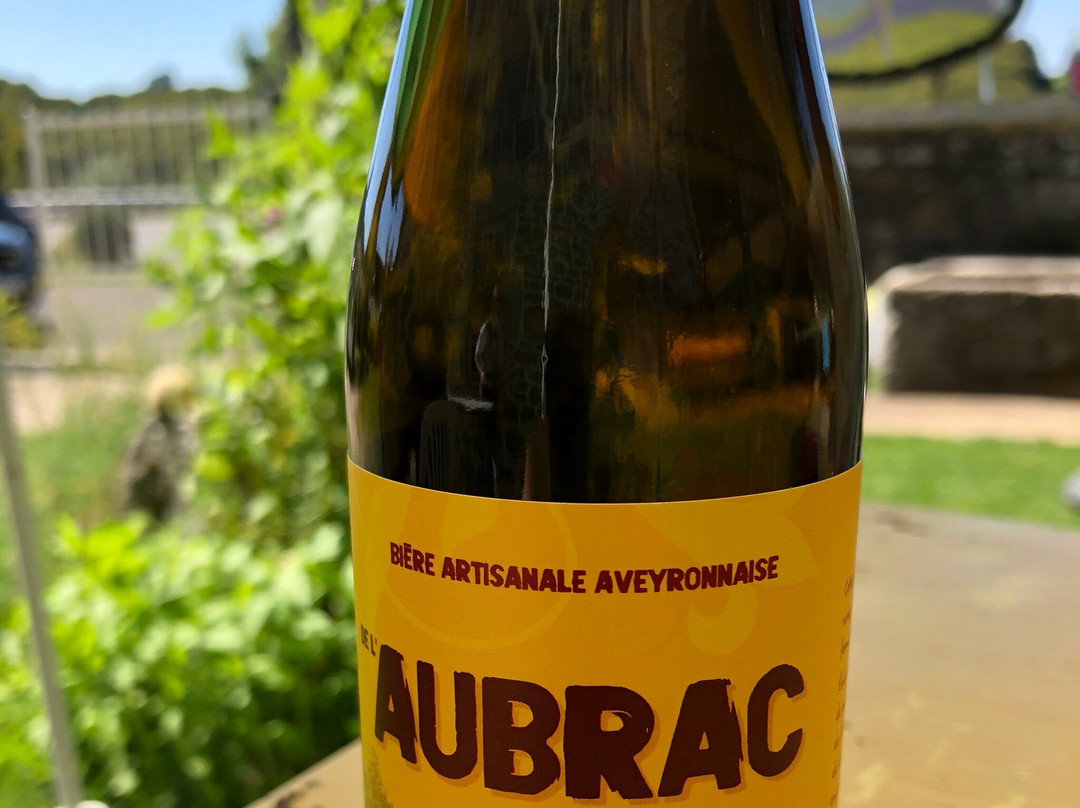 BIÈRE ARTISANALE AVEYRONNAISE
DE L'
AUBRAC